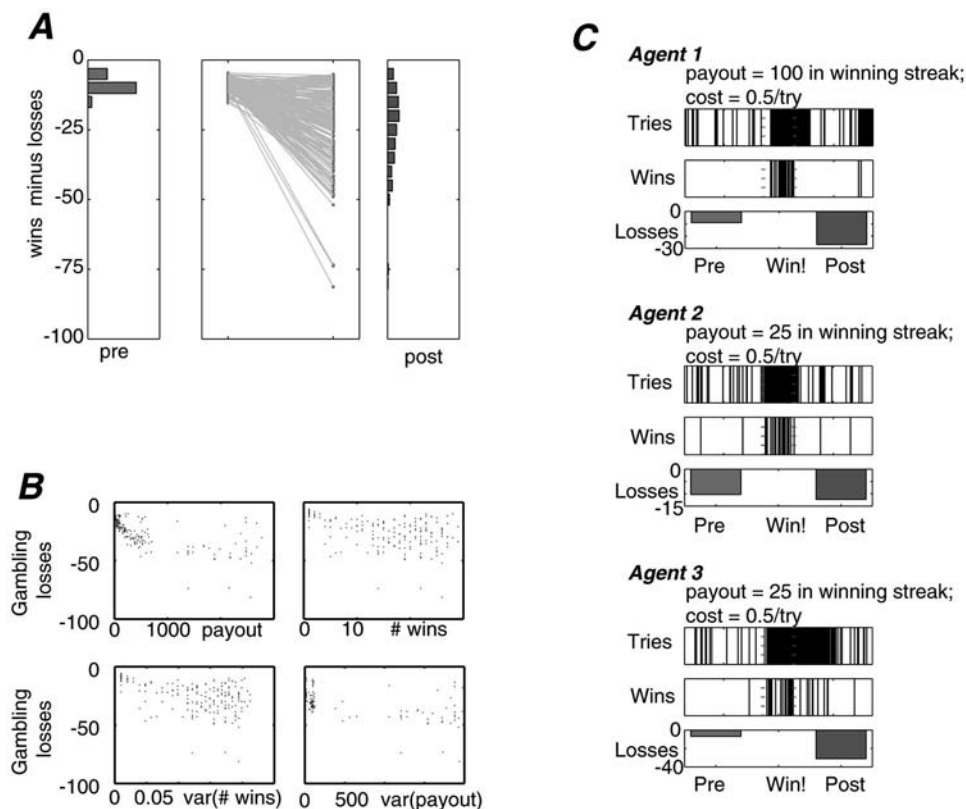 A
0
-25
-50
-75
-100
wins minus losses
pre
post
B
0
-50
-100
Gambling
losses
0 1000 payout
0 10 # wins
0
-50
-100
Gambling
losses
0 0.05 var(# wins)
0 500 var(payout)
C
Agent 1
payout = 100 in winning streak;
cost = 0.5/try
Tries
Wins
0
Losses
-30
Pre Win! Post
Agent 2
payout = 25 in winning streak;
cost = 0.5/try
Tries
Wins
0
Losses
-15
Pre Win! Post
Agent 3
payout = 25 in winning streak;
cost = 0.5/try
Tries
Wins
0
Losses
-40
Pre Win! Post